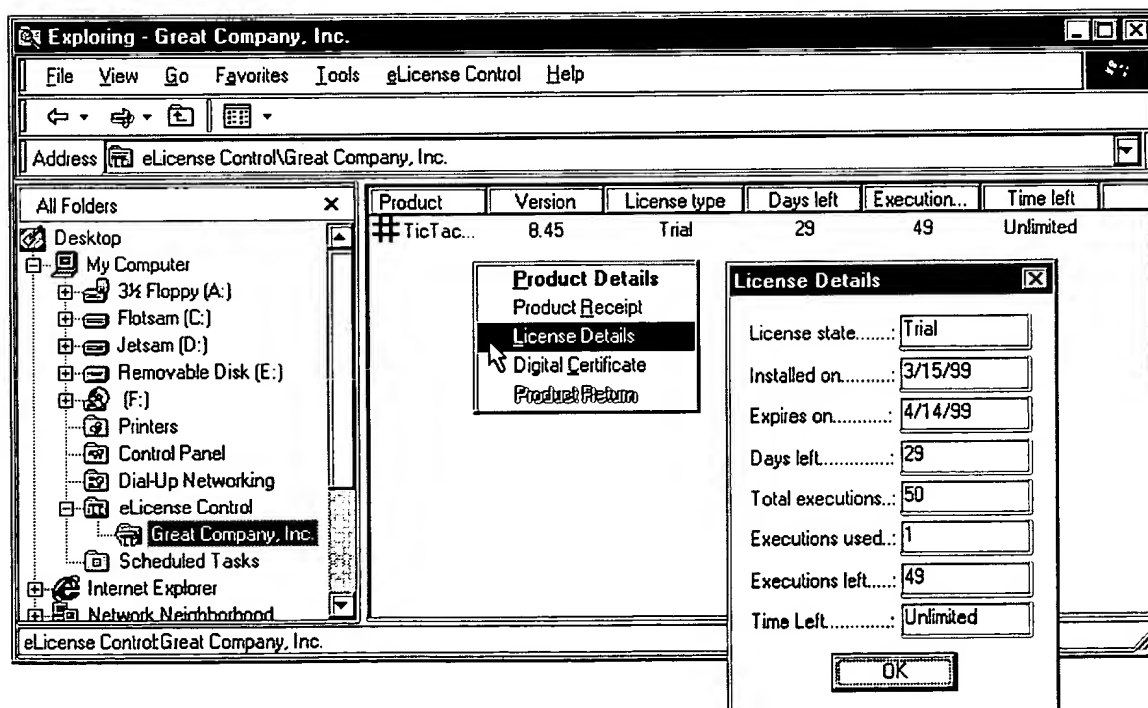 Exploring - Great Company, Inc.
File View Go Favorites Tools eLicense Control Help
Address eLicense Control\Great Company, Inc.
All Folders
Desktop
My Computer
3½ Floppy (A:)
Flotsam (C:)
Jetsam (D:)
Removable Disk (E:)
(F:)
Printers
Control Panel
Dial-Up Networking
eLicense Control
Great Company, Inc.
Scheduled Tasks
Internet Explorer
Network Neighborhood
Product Version License type Days left Execution... Time left
TicTac... 8.45 Trial 29 49 Unlimited
Product Details
Product Receipt
License Details
Digital Certificate
Product Return
License Details
License state.......: Trial
Installed on..........: 3/15/99
Expires on...........: 4/14/99
Days left.............: 29
Total executions..: 50
Executions used..: 1
Executions left.....: 49
Time Left............: Unlimited
OK
eLicense Control:Great Company, Inc.